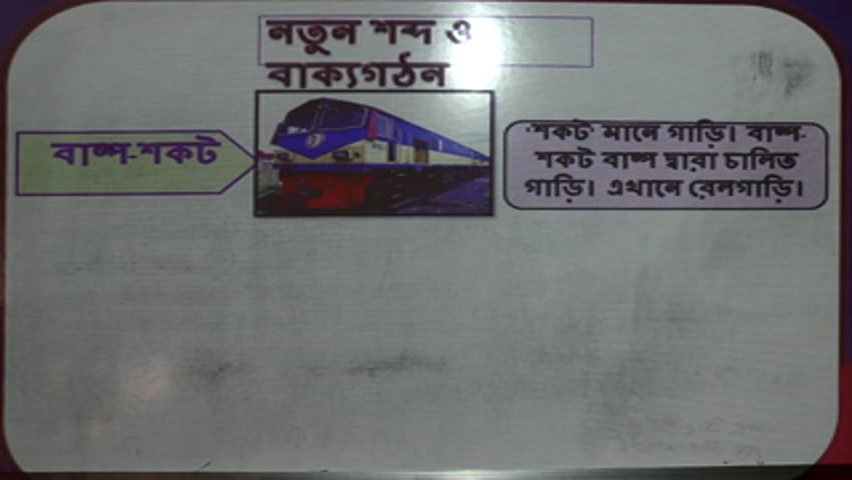 নতুন শব্দ ও
বাক্যগঠন
বাষ্প-শকট
‘শকট’ মানে গাড়ি। বাষ্প-
শকট বাষ্প দ্বারা চালিত
গাড়ি। এখানে রেলগাড়ি।